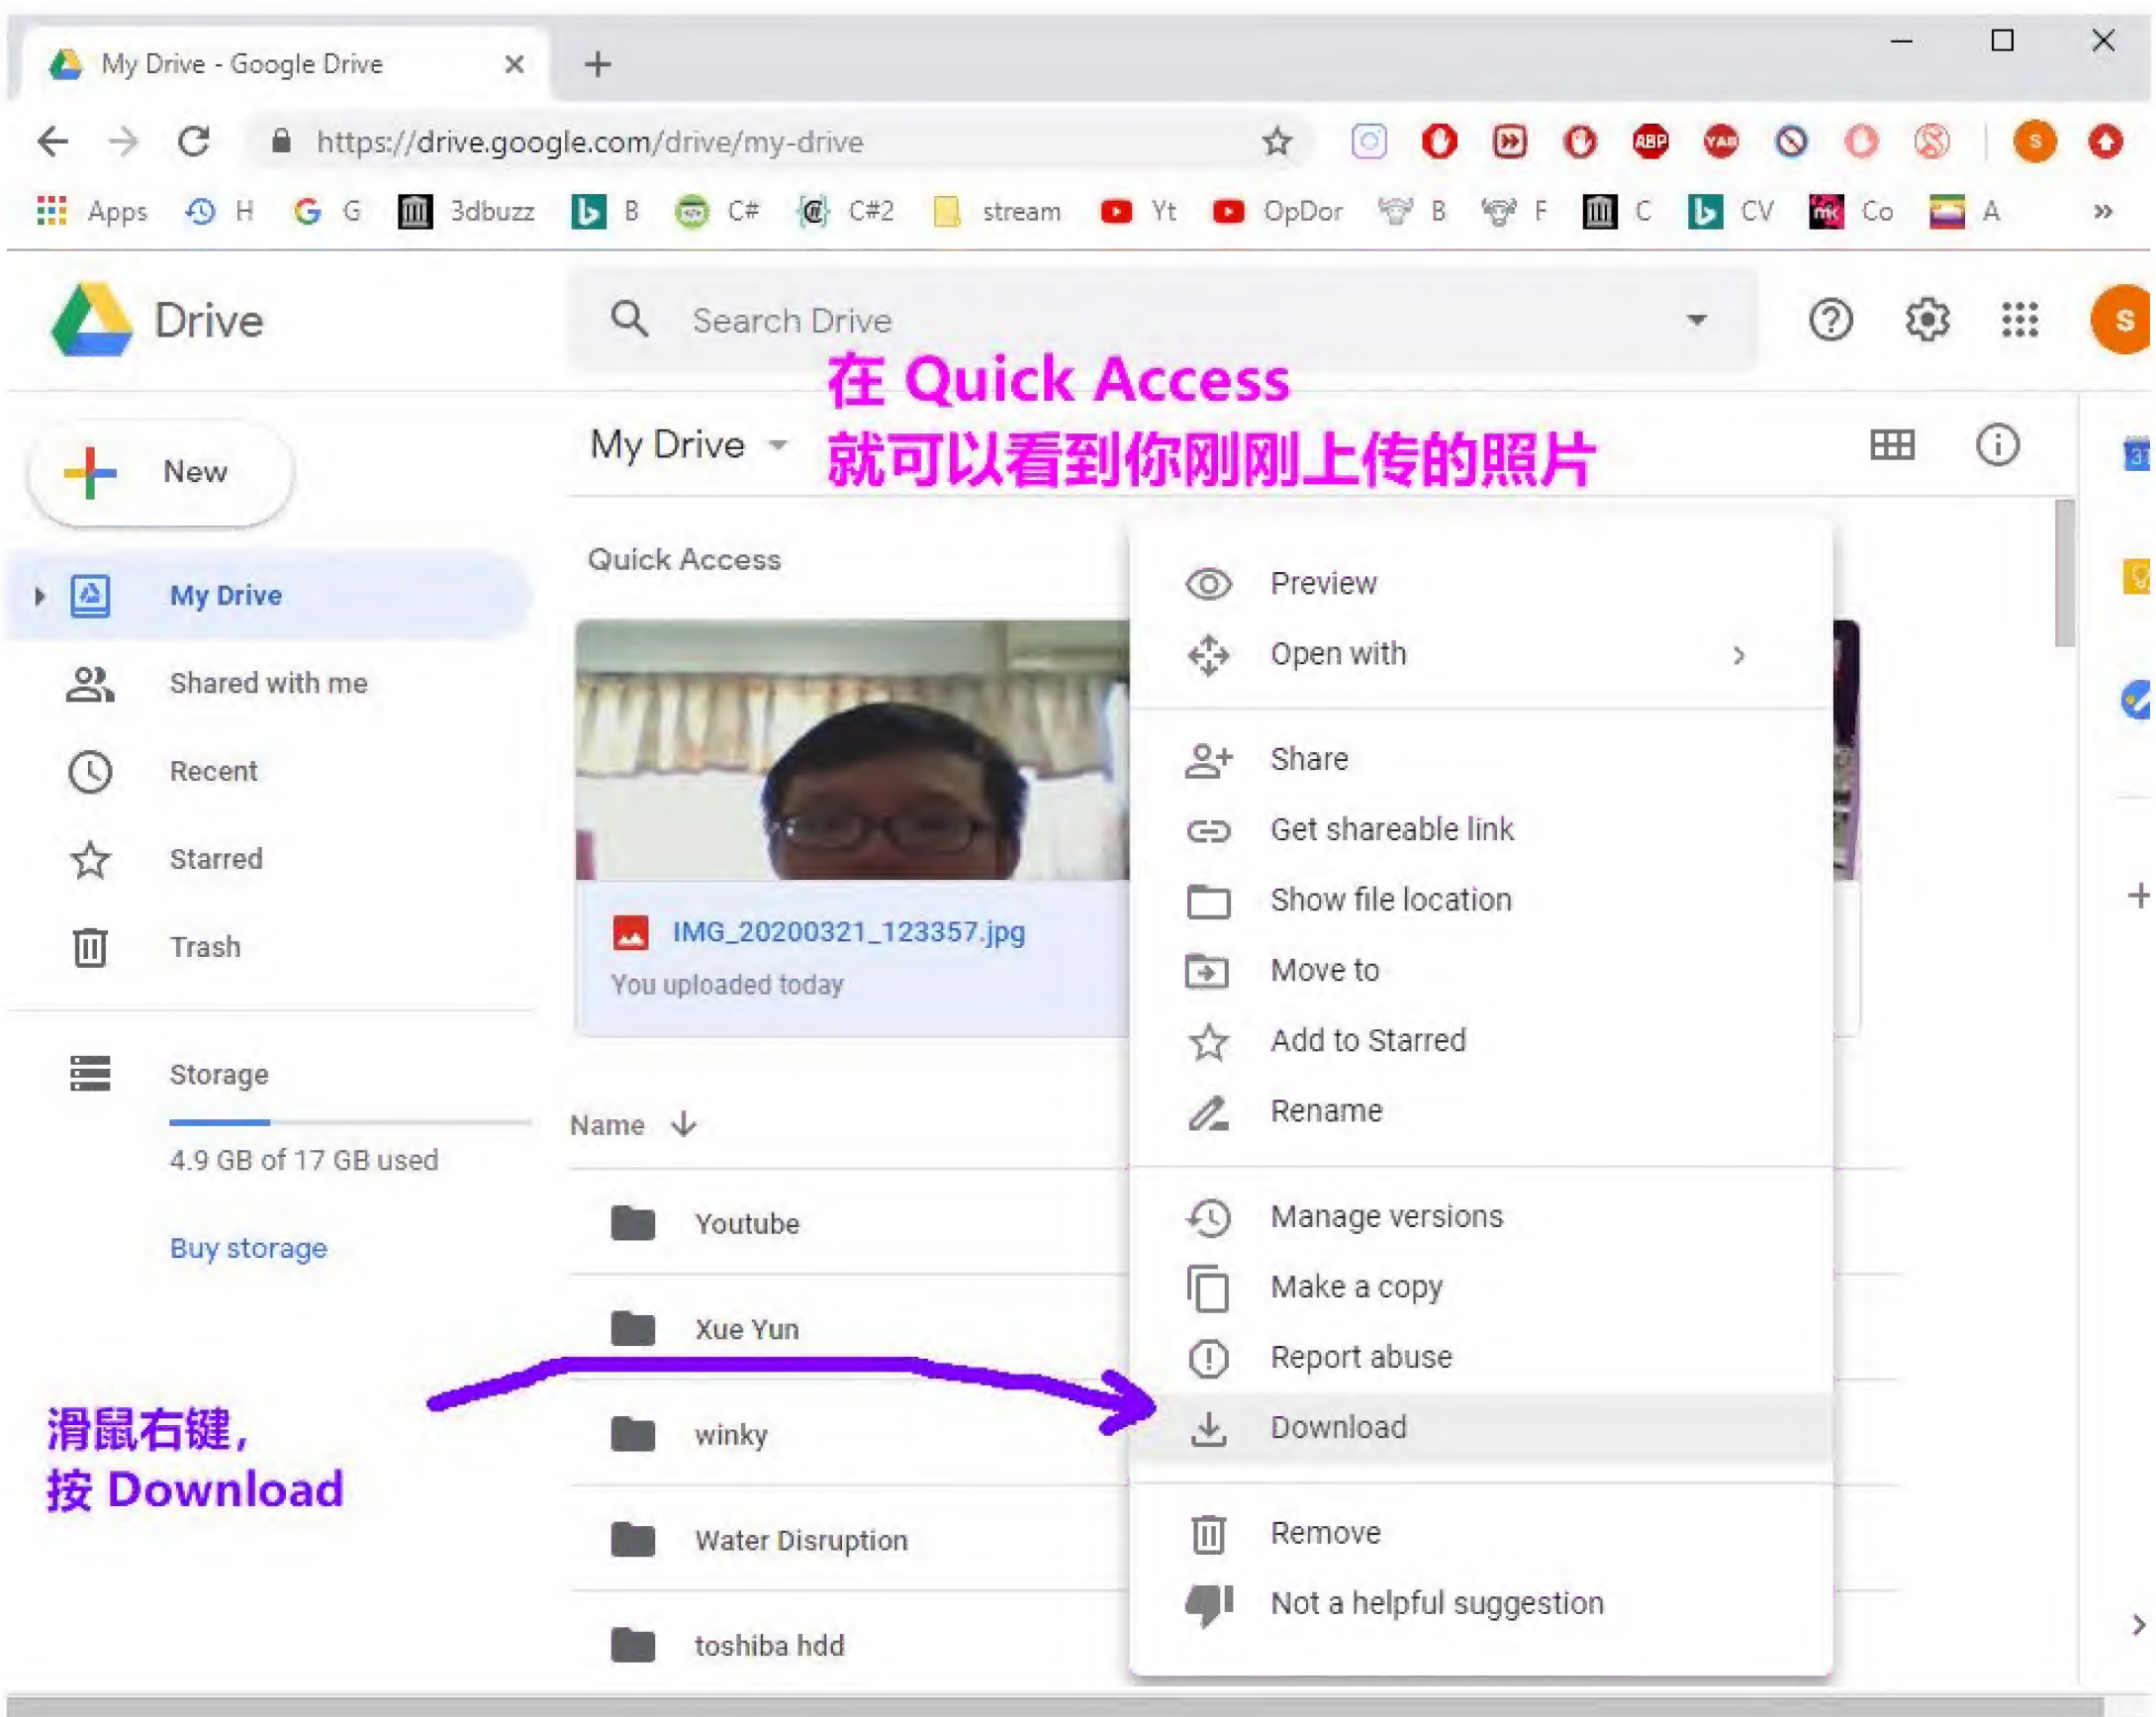 My Drive - Google Drive
https://drive.google.com/drive/my-drive
ABP
S
Apps H G G 3dbuzz B C# C#2 stream Yt OpDor B F C CV Co A
Drive
Search Drive
S
在 Quick Access
就可以看到你刚刚上传的照片
New
My Drive
31
Quick Access
My Drive
Shared with me
Recent
Starred
Trash
Storage
4.9 GB of 17 GB used
Buy storage
IMG_20200321_123357.jpg
You uploaded today
Name
Youtube
Xue Yun
winky
Water Disruption
toshiba hdd
Preview
Open with
Share
Get shareable link
Show file location
Move to
Add to Starred
Rename
Manage versions
Make a copy
Report abuse
Download
Remove
Not a helpful suggestion
滑鼠右键，
按 Download